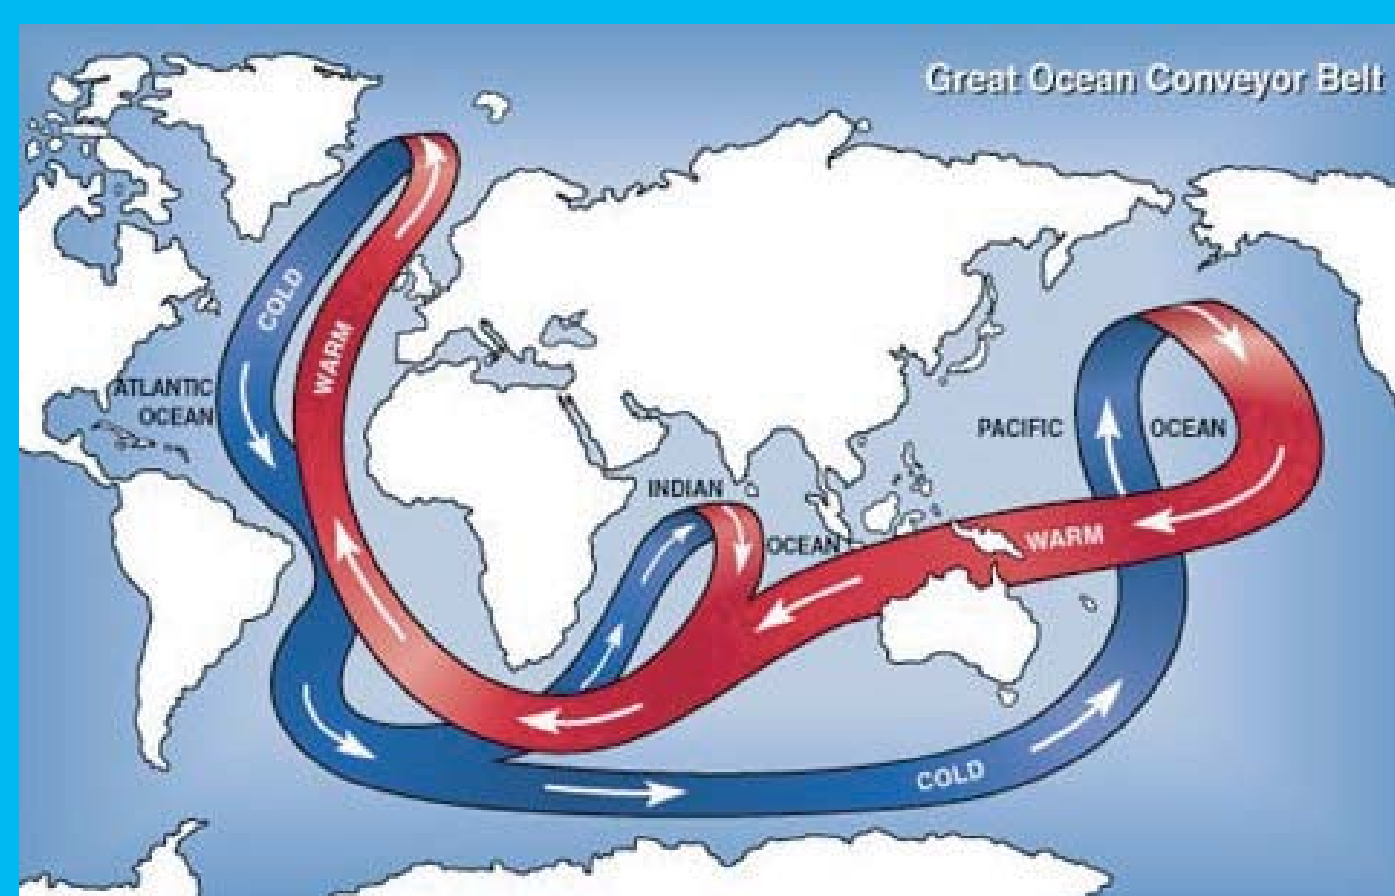 Great Ocean Conveyor Belt
COLD
WARM
ATLANTIC
OCEAN
PACIFIC
OCEAN
INDIAN
OCEAN
WARM
COLD